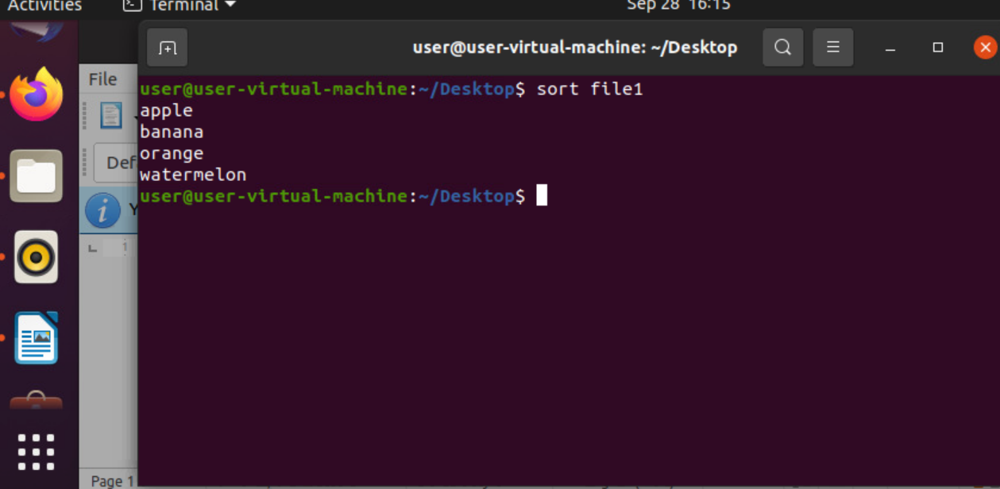 Activities Terminal Sep 28 16:15
user@user-virtual-machine: ~/Desktop
File
user@user-virtual-machine:~/Desktop$ sort file1
apple
banana
Def
orange
watermelon
user@user-virtual-machine:~/Desktop$
Y
1
Page 1